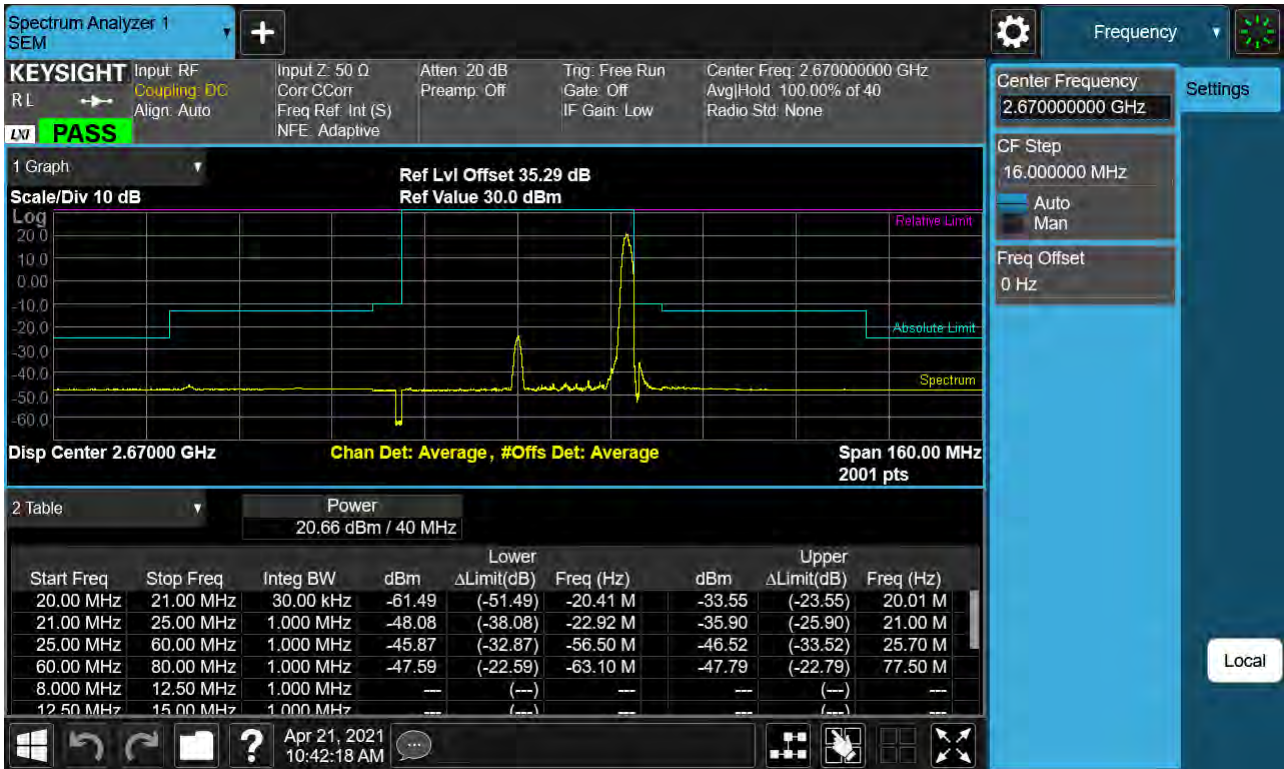 Spectrum Analyzer 1
SEM
Frequency
KEYSIGHT
R L
LXI
PASS
Input: RF
Coupling: DC
Align: Auto
Input Z: 50 Ω
Corr CCorr
Freq Ref: Int (S)
NFE: Adaptive
Atten: 20 dB
Preamp: Off
Trig: Free Run
Gate: Off
IF Gain: Low
Center Freq: 2.670000000 GHz
Avg|Hold: 100.00% of 40
Radio Std: None
Center Frequency
2.670000000 GHz
Settings
CF Step
16.000000 MHz
Auto
Man
Freq Offset
0 Hz
1 Graph
Scale/Div 10 dB
Ref Lvl Offset 35.29 dB
Ref Value 30.0 dBm
Log
20.0
10.0
0.00
-10.0
-20.0
-30.0
-40.0
-50.0
-60.0
Relative Limit
Absolute Limit
Spectrum
Disp Center 2.67000 GHz
Chan Det: Average, #Offs Det: Average
Span 160.00 MHz
2001 pts
2 Table
Power
20.66 dBm / 40 MHz
Lower Upper
Start Freq Stop Freq Integ BW dBm ΔLimit(dB) Freq (Hz) dBm ΔLimit(dB) Freq (Hz)
20.00 MHz 21.00 MHz 30.00 kHz -61.49 (-51.49) -20.41 M -33.55 (-23.55) 20.01 M
21.00 MHz 25.00 MHz 1.000 MHz -48.08 (-38.08) -22.92 M -35.90 (-25.90) 21.00 M
25.00 MHz 60.00 MHz 1.000 MHz -45.87 (-32.87) -56.50 M -46.52 (-33.52) 25.70 M
60.00 MHz 80.00 MHz 1.000 MHz -47.59 (-22.59) -63.10 M -47.79 (-22.79) 77.50 M
8.000 MHz 12.50 MHz 1.000 MHz --- (---) --- --- (---) ---
12.50 MHz 15.00 MHz 1.000 MHz --- (---) --- --- (---) ---
Local
?
Apr 21, 2021
10:42:18 AM